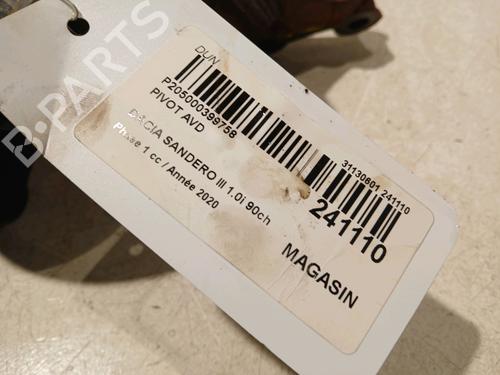 B-PARTS
DUN
P205000399758
PIVOT AVD
31130601 241110
241110
DACIA SANDERO III 1.0i 90ch
Phase 1 cc / Année 2020
MAGASIN